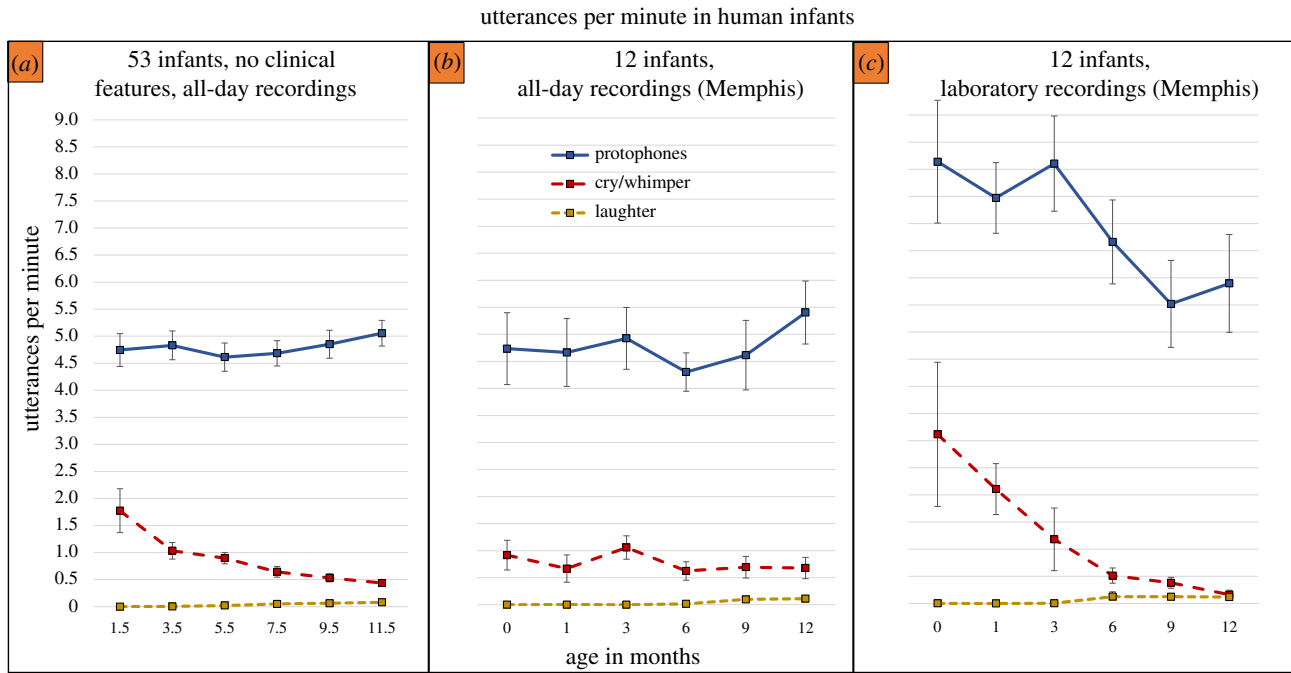 utterances per minute in human infants
(a)
53 infants, no clinical
features, all-day recordings
(b)
12 infants,
all-day recordings (Memphis)
(c)
12 infants,
laboratory recordings (Memphis)
utterances per minute
9.0
8.5
8.0
7.5
7.0
6.5
6.0
5.5
5.0
4.5
4.0
3.5
3.0
2.5
2.0
1.5
1.0
0.5
0
protophones
cry/whimper
laughter
1.5 3.5 5.5 7.5 9.5 11.5
0 1 3 6 9 12
0 1 3 6 9 12
age in months